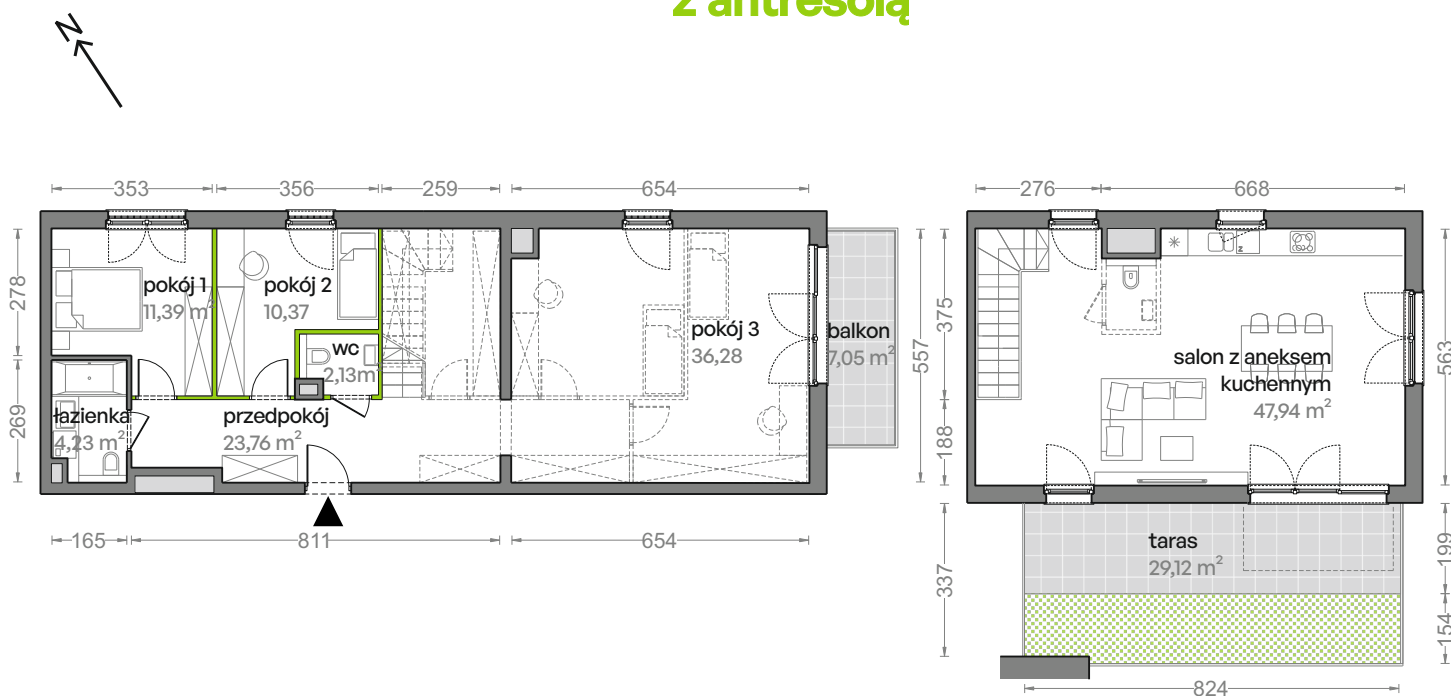 z antresolą
N
353
356
259
654
276
668
278
269
pokój 1
11,39 m²
pokój 2
10,37
wc
2,13m²
pokój 3
36,28
balkon
7,05 m²
łazienka
4,23 m²
przedpokój
23,76 m²
557
375
188
563
salon z aneksem
kuchennym
47,94 m²
165
811
654
337
taras
29,12 m²
199
154
824